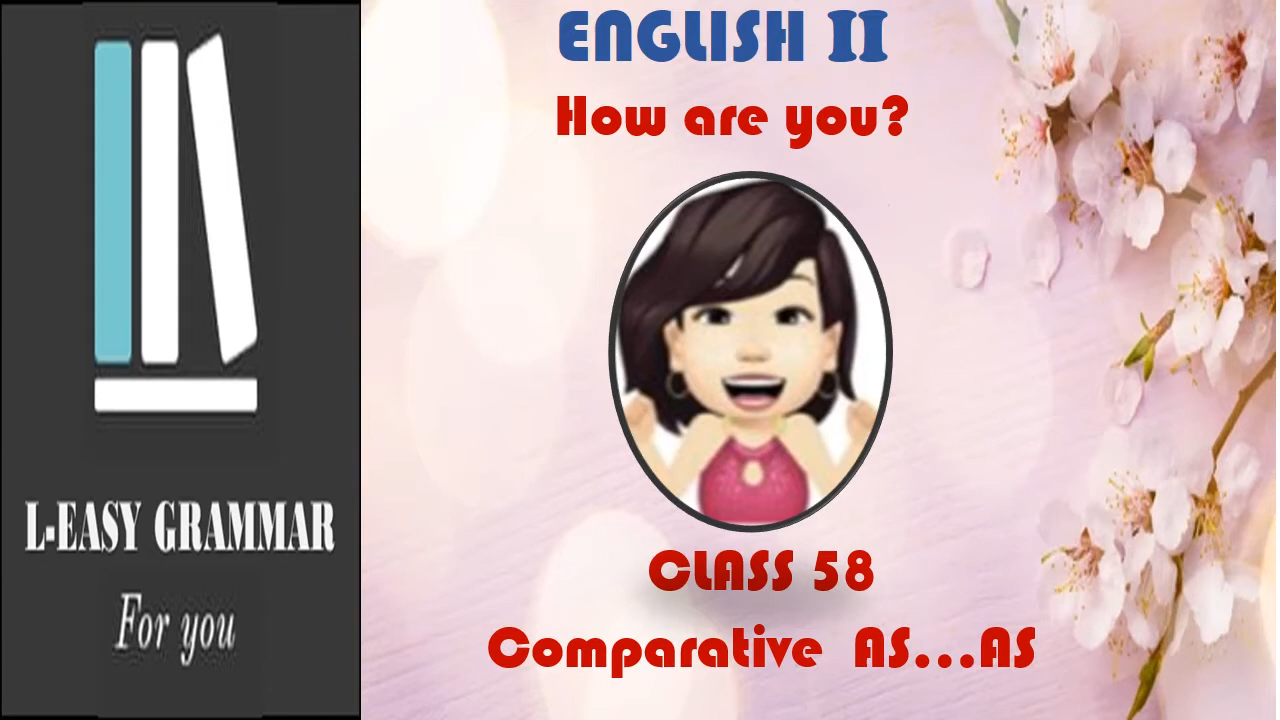 L-EASY GRAMMAR
For you
ENGLISH II
How are you?
CLASS 58
Comparative AS...AS